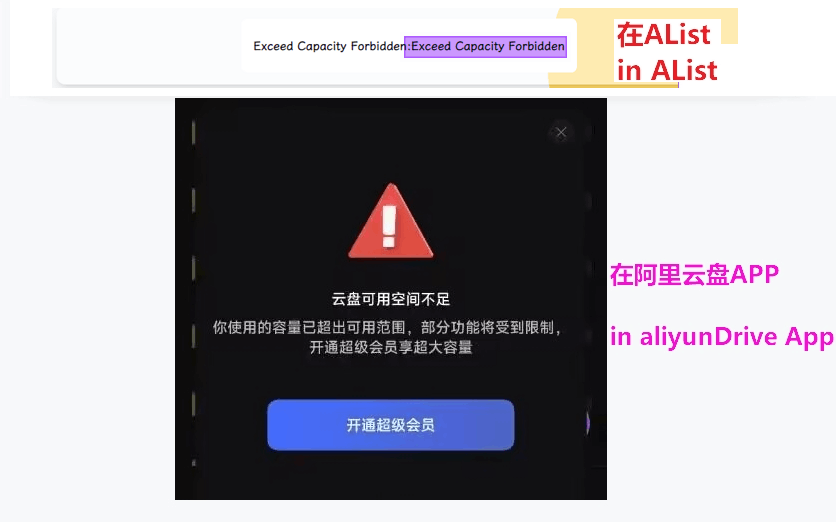 Exceed Capacity Forbidden:Exceed Capacity Forbidden
在AList
in AList
云盘可用空间不足
你使用的容量已超出可用范围，部分功能将受到限制，
开通超级会员享超大容量
在阿里云盘APP
in aliyunDrive App
开通超级会员